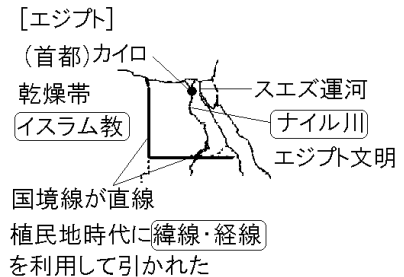 ［エジプト］
（首都）カイロ
乾燥帯
スエズ運河
イスラム教
ナイル川
エジプト文明
国境線が直線
植民地時代に緯線・経線
を利用して引かれた